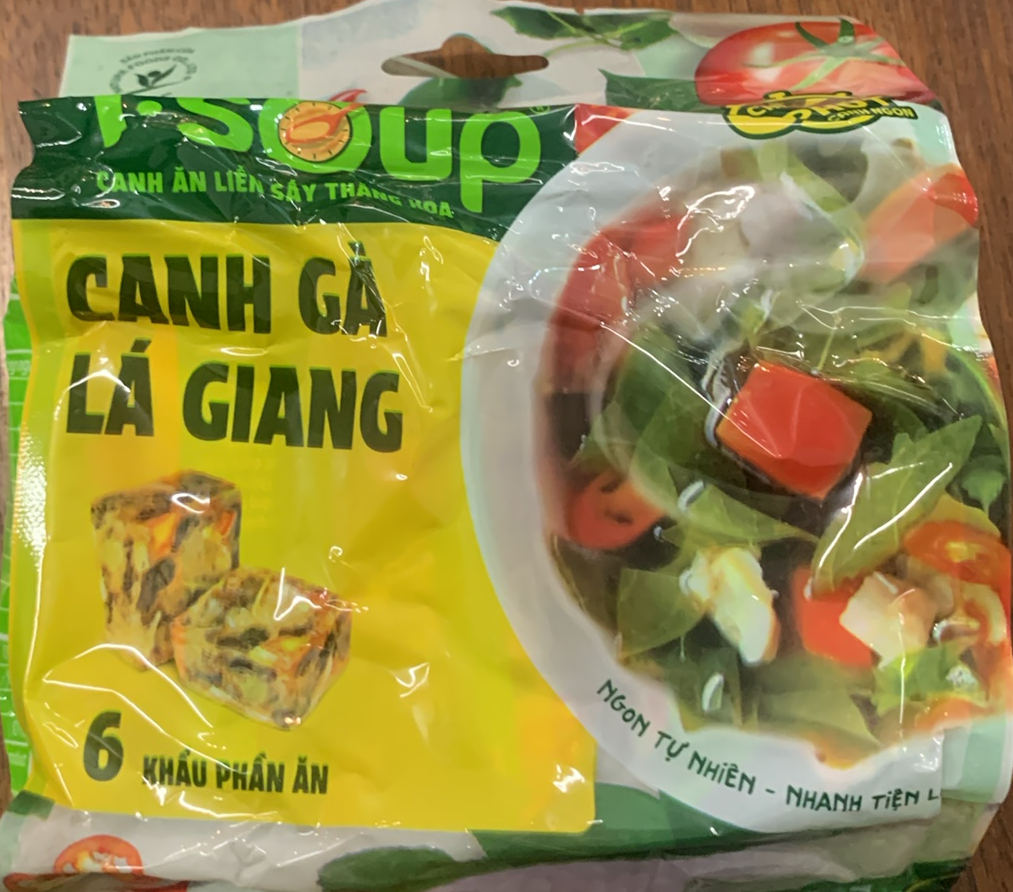 Soup
CANH ĂN LIỀN SẤY THĂNG HOA
CANH GÀ
LÁ GIANG
6 KHẨU PHẦN ĂN
NGON TỰ NHIÊN - NHANH TIỆN L